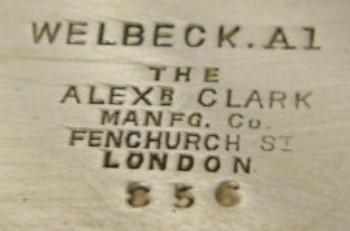 WELBECK.A1
THE
ALEXR CLARK
MANFG. Co.
FENCHURCH ST
LONDON
856